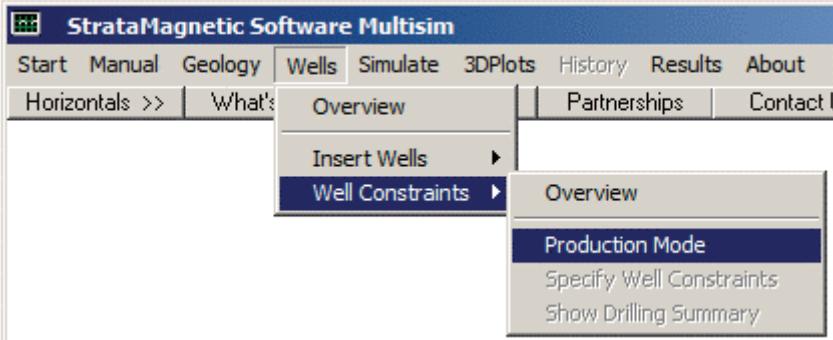 StrataMagnetic Software Multisim
Start Manual Geology Wells Simulate 3DPlots History Results About
Horizontals >> What's Partnerships Contact
Overview
Insert Wells
Well Constraints Overview
Production Mode
Specify Well Constraints
Show Drilling Summary